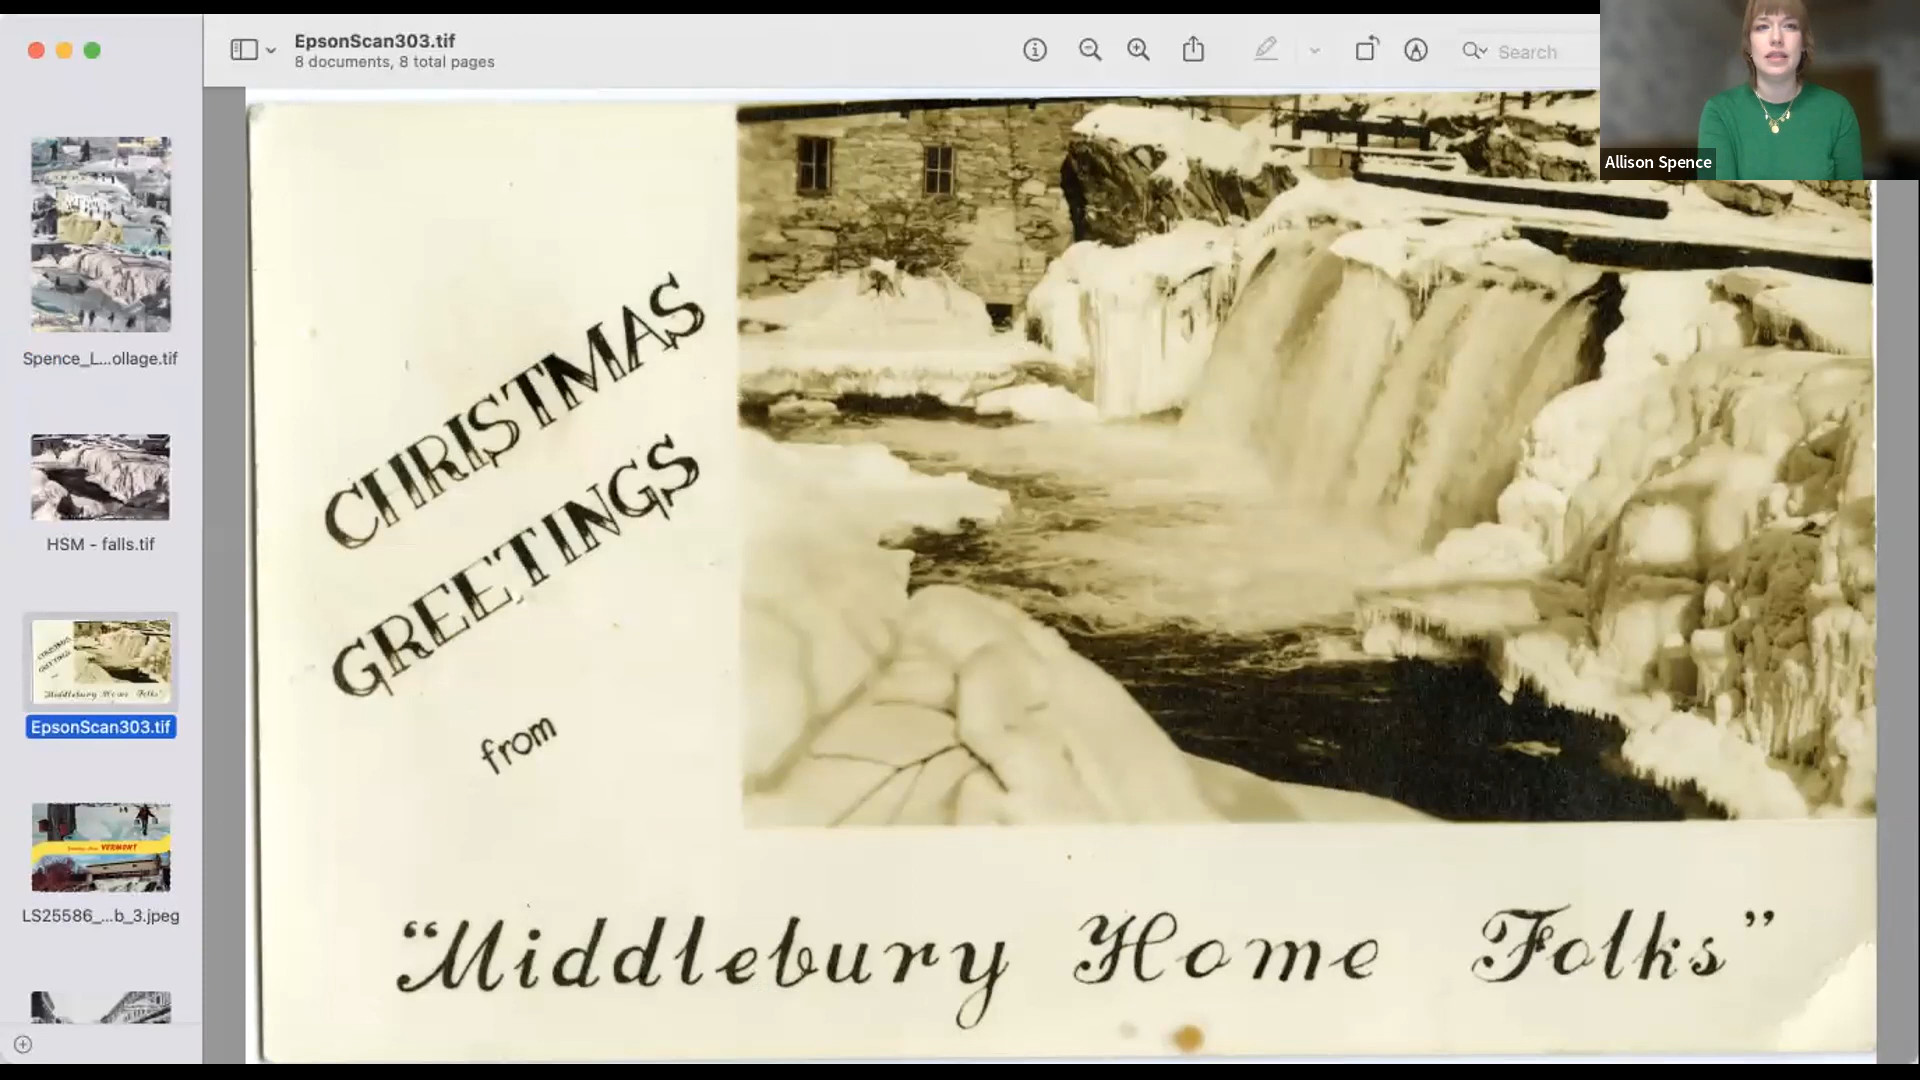 EpsonScan303.tif
8 documents, 8 total pages
Search
Allison Spence
Spence_L...ollage.tif
HSM - falls.tif
EpsonScan303.tif
LS25586_...b_3.jpeg
CHRISTMAS
GREETINGS
from
"Middlebury Home Folks"
VERMONT